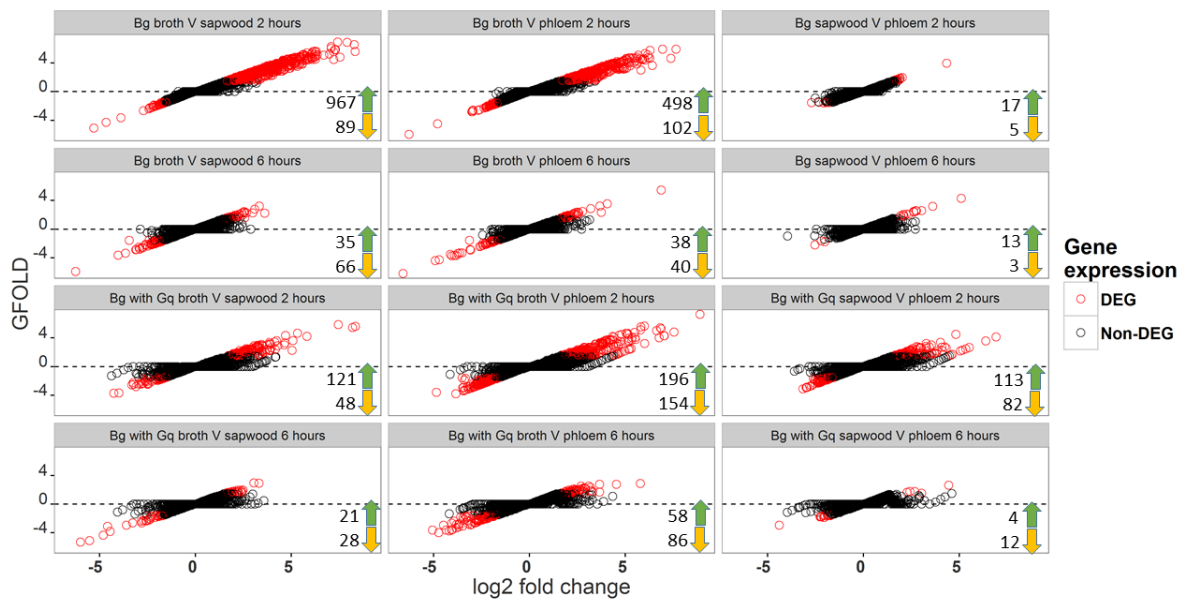 Bg broth V sapwood 2 hours
Bg broth V phloem 2 hours
Bg sapwood V phloem 2 hours
4
0
-4
967
89
498
102
17
5
Bg broth V sapwood 6 hours
Bg broth V phloem 6 hours
Bg sapwood V phloem 6 hours
4
0
-4
35
66
38
40
13
3
Bg with Gq broth V sapwood 2 hours
Bg with Gq broth V phloem 2 hours
Bg with Gq sapwood V phloem 2 hours
4
0
-4
121
48
196
154
113
82
Bg with Gq broth V sapwood 6 hours
Bg with Gq broth V phloem 6 hours
Bg with Gq sapwood V phloem 6 hours
4
0
-4
21
28
58
86
4
12
-5 0 5
-5 0 5
-5 0 5
log2 fold change
GFOLD
Gene
expression
DEG
Non-DEG